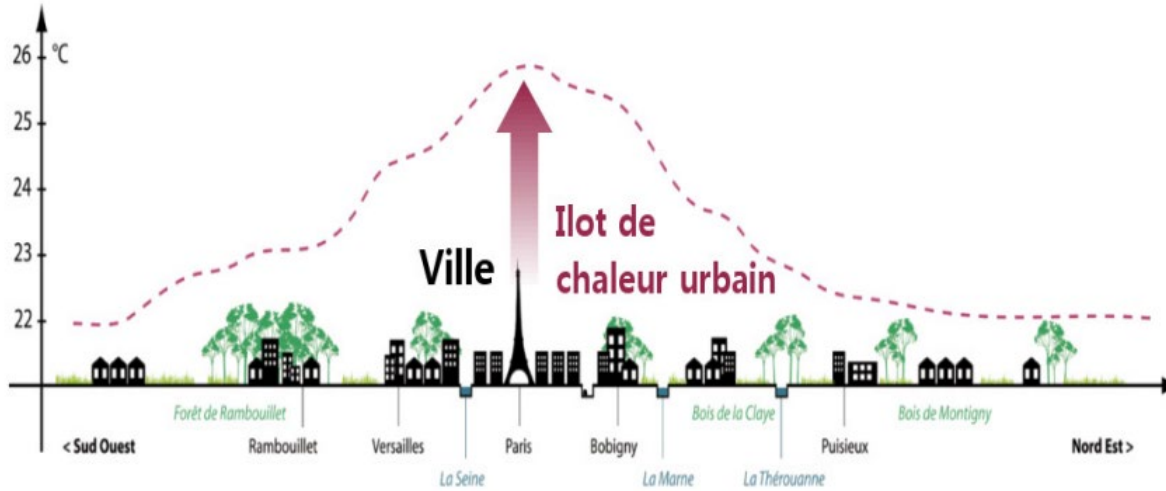 26 °C
25
24
23
22
Ville
Ilot de
chaleur urbain
Forêt de Rambouillet
Bois de la Claye
Bois de Montigny
< Sud Ouest
Rambouillet
Versailles
Paris
Bobigny
Puisieux
Nord Est >
La Seine
La Marne
La Thérouanne